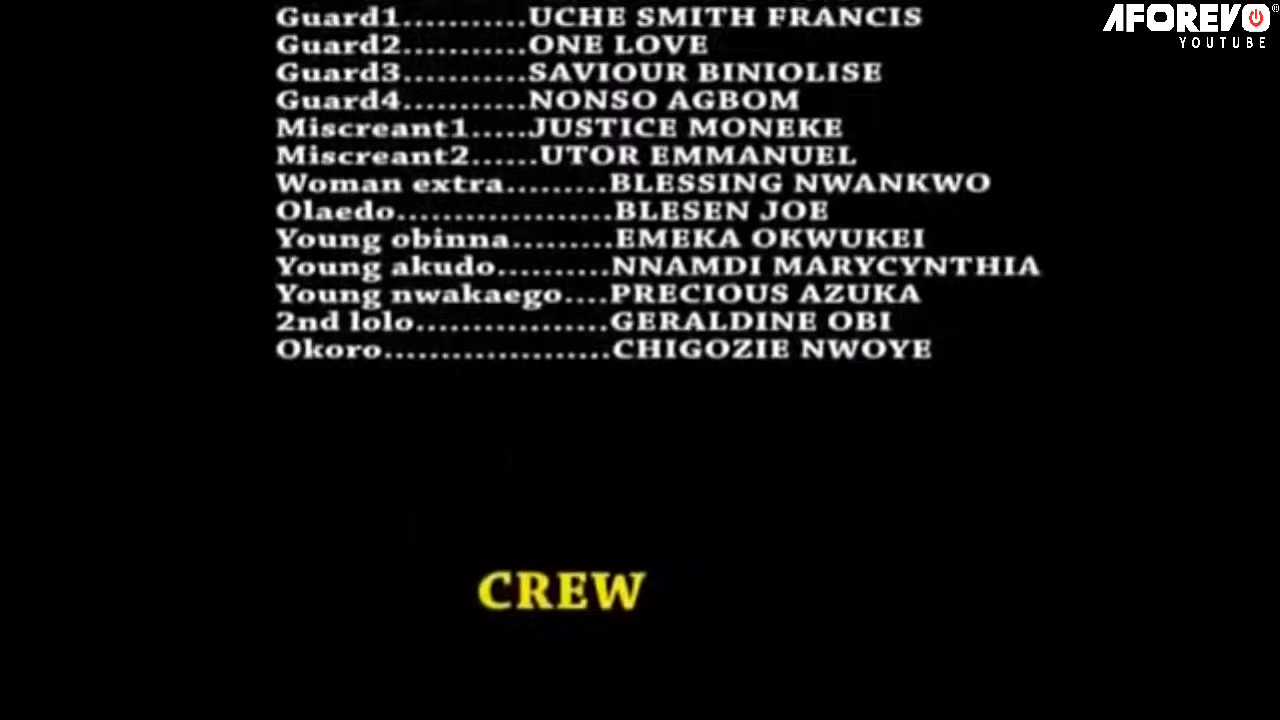 Guard1...........UCHE SMITH FRANCIS
Guard2...........ONE LOVE
Guard3...........SAVIOUR BINIOLISE
Guard4...........NONSO AGBOM
Miscreant1.....JUSTICE MONEKE
Miscreant2......UTOR EMMANUEL
Woman extra.........BLESSING NWANKWO
Olaedo...................BLESEN JOE
Young obinna.........EMEKA OKWUKEI
Young akudo..........NNAMDI MARYCYNTHIA
Young nwakaego....PRECIOUS AZUKA
2nd lolo.................GERALDINE OBI
Okoro....................CHIGOZIE NWOYE
CREW
AFOREVO®
YOUTUBE